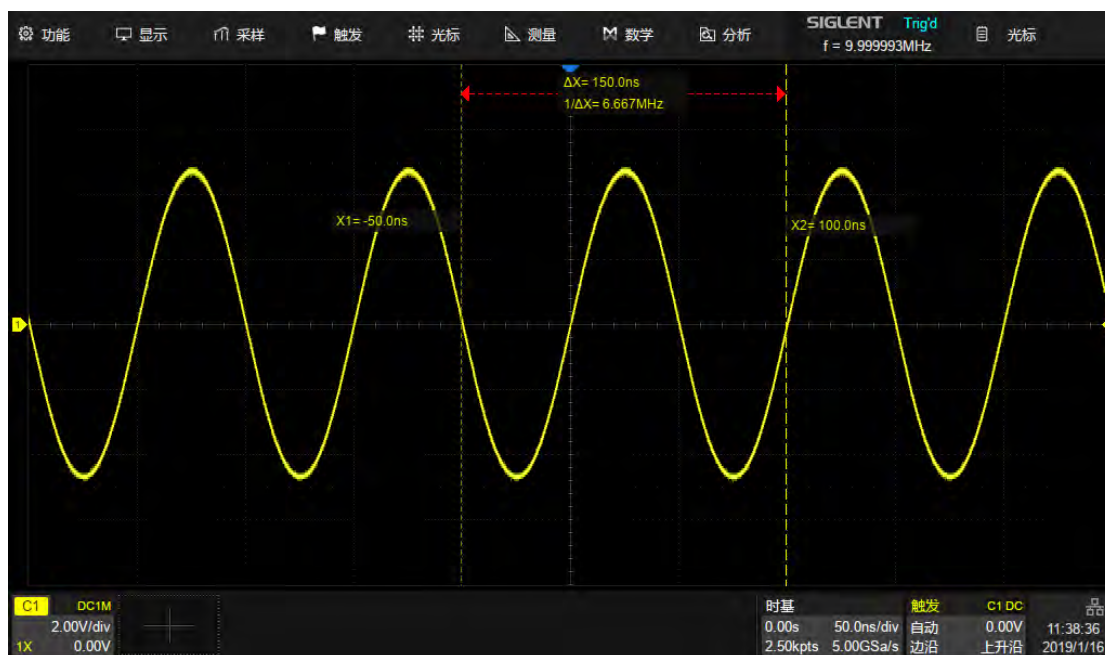 功能 显示 采样 触发 光标 测量 数学 分析 SIGLENT Trig'd 光标
f = 9.999993MHz
ΔX= 150.0ns
1/ΔX= 6.667MHz
X1= -50.0ns
X2= 100.0ns
1
C1 DC1M
2.00V/div
1X 0.00V
时基
0.00s 50.0ns/div
2.50kpts 5.00GSa/s
触发 C1 DC
自动 0.00V
边沿 上升沿
11:38:36
2019/1/16